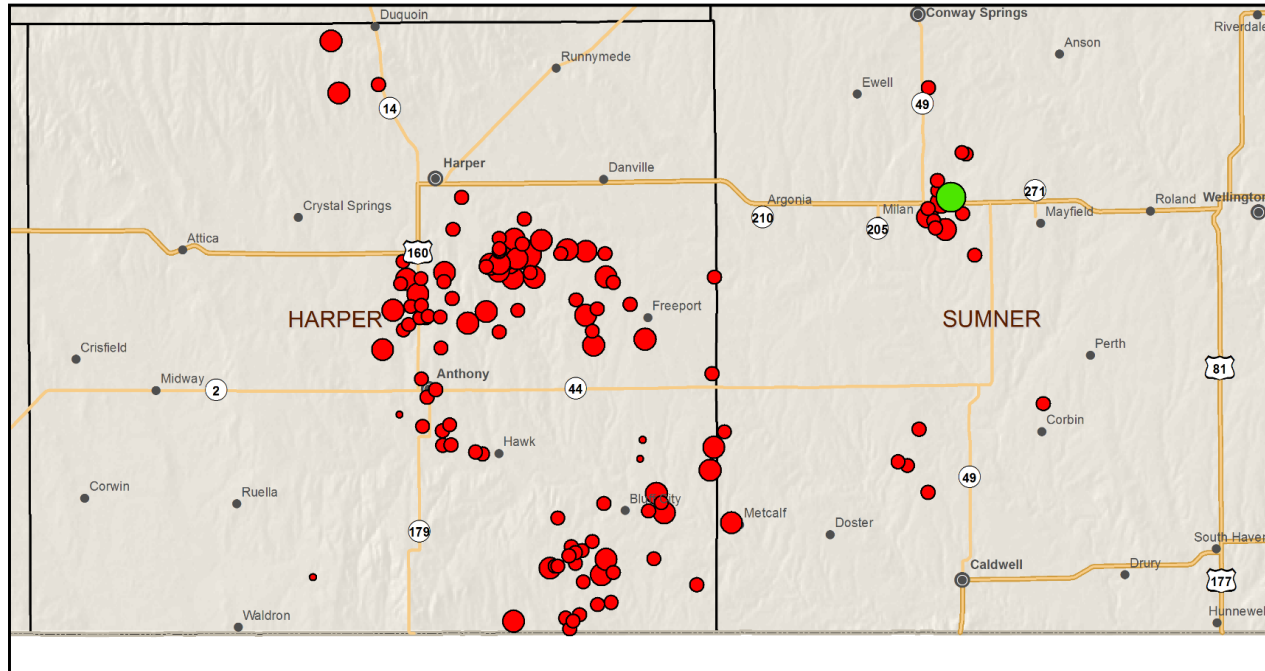 Duquoin
Conway Springs
Riverdale
Anson
Runnymede
Ewell
14
49
Harper
Danville
271
Argonia
Roland
Wellington
210
Milan
Mayfield
Crystal Springs
205
Attica
160
HARPER
Freeport
SUMNER
Crisfield
Perth
81
Midway
2
Anthony
44
Corbin
Hawk
49
Corwin
Ruella
Bluff City
Metcalf
Doster
179
South Haven
Caldwell
Drury
177
Waldron
Hunnewell